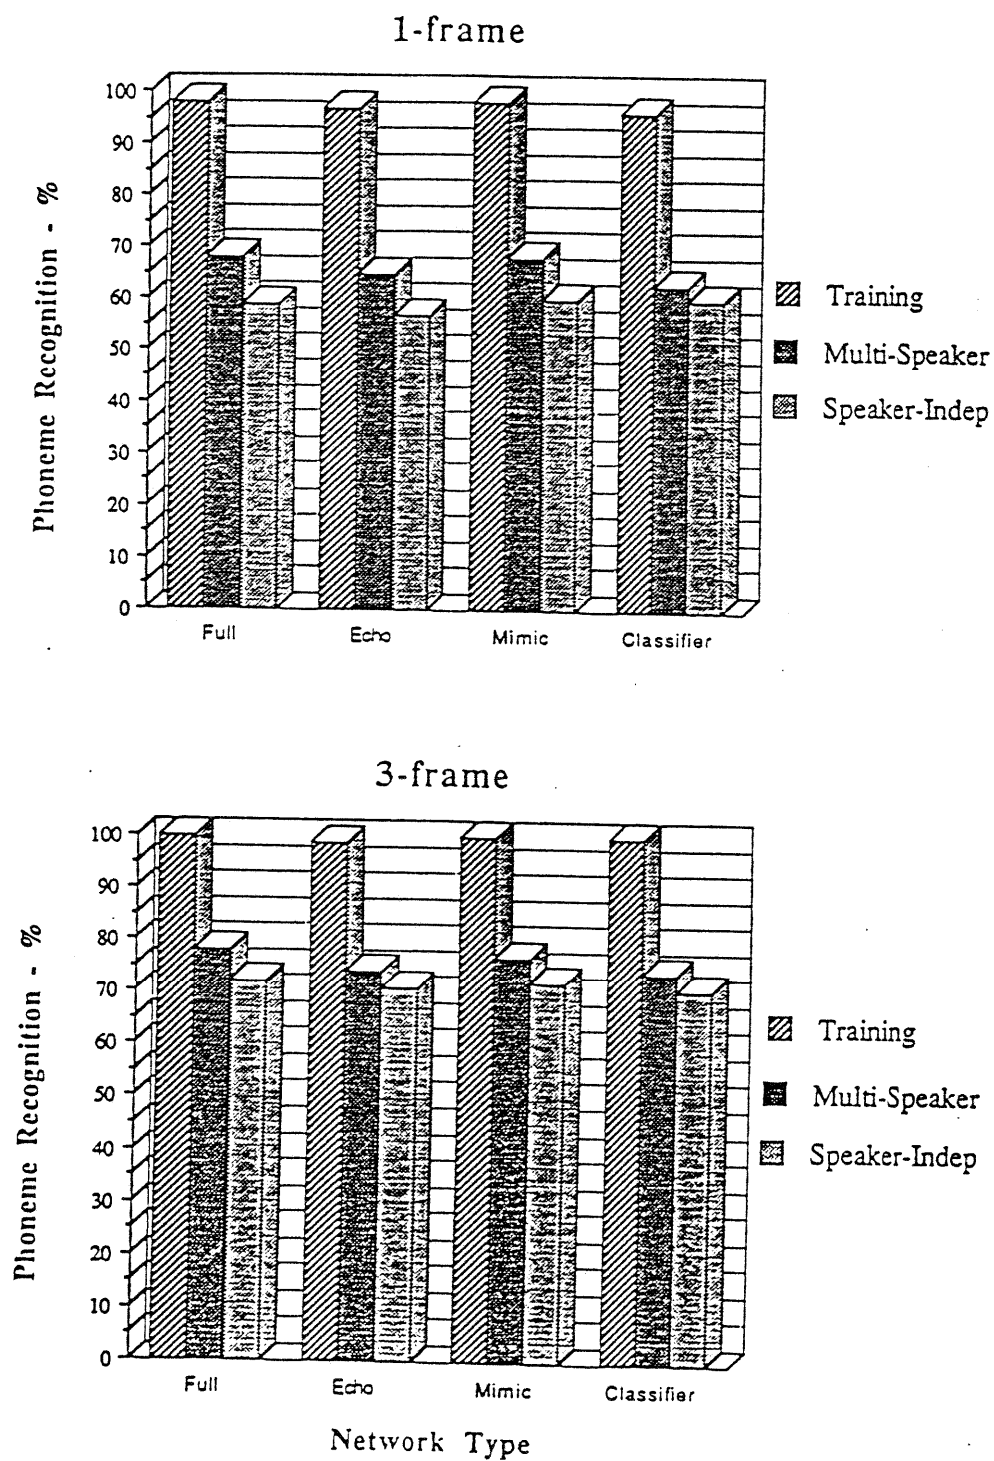 1-frame
Phoneme Recognition - %
100
90
80
70
60
50
40
30
20
10
0
Full
Echo
Mimic
Classifier
Training
Multi-Speaker
Speaker-Indep
3-frame
Phoneme Recognition - %
100
90
80
70
60
50
40
30
20
10
0
Full
Echo
Mimic
Classifier
Training
Multi-Speaker
Speaker-Indep
Network Type